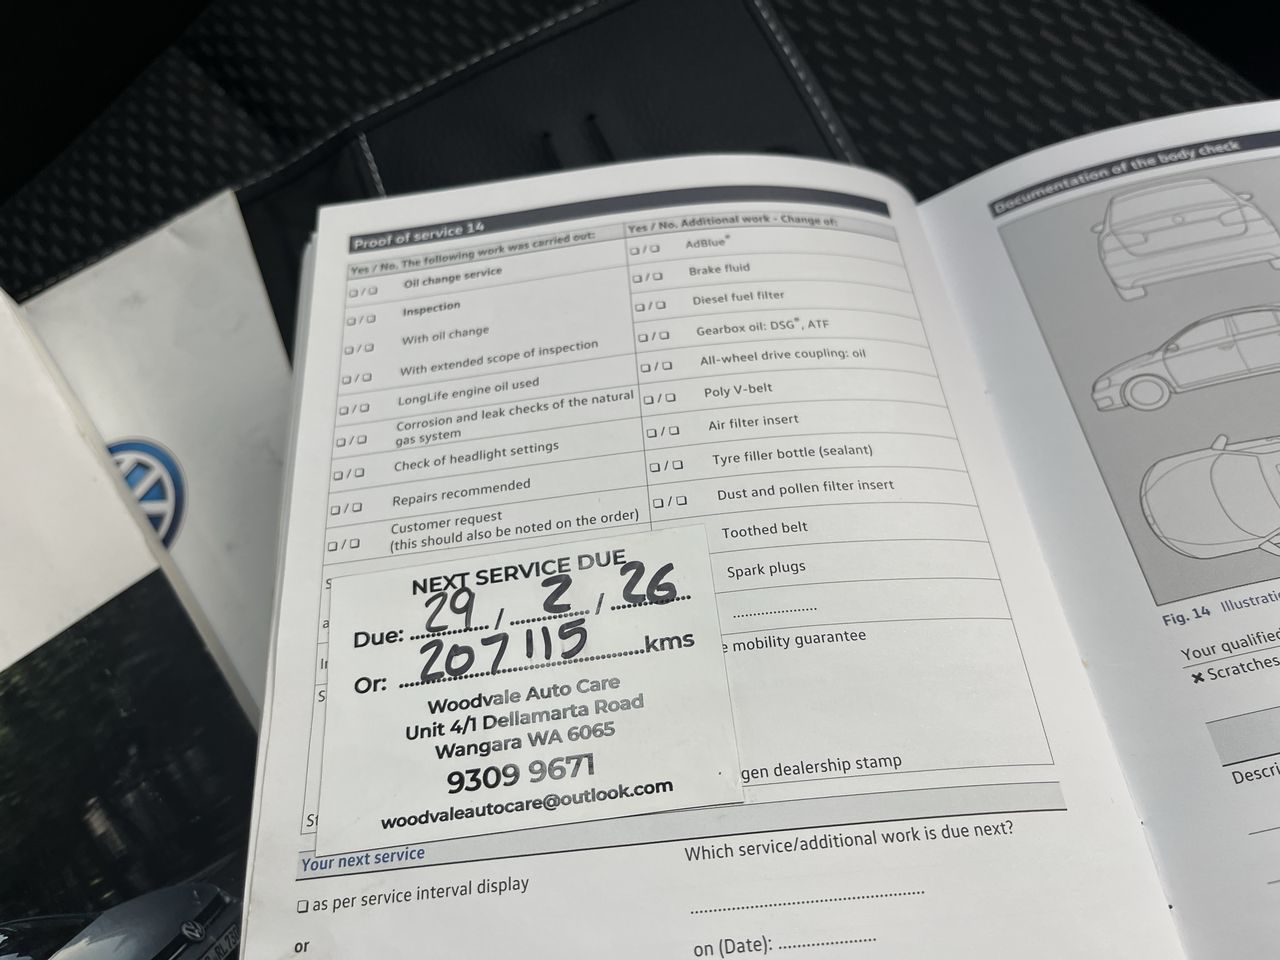 Proof of service 14
Yes / No. The following work was carried out:
Oil change service
Inspection
With oil change
With extended scope of inspection
LongLife engine oil used
Corrosion and leak checks of the natural
gas system
Check of headlight settings
Repairs recommended
Customer request
(this should also be noted on the order)
Yes / No. Additional work - Change of:
AdBlue®
Brake fluid
Diesel fuel filter
Gearbox oil: DSG®, ATF
All-wheel drive coupling: oil
Poly V-belt
Air filter insert
Tyre filler bottle (sealant)
Dust and pollen filter insert
Toothed belt
Spark plugs
mobility guarantee
dealership stamp
NEXT SERVICE DUE
Due: 29 / 2 / 26
Or: 207115 kms
Woodvale Auto Care
Unit 4/1 Dellamarta Road
Wangara WA 6065
9309 9671
woodvaleautocare@outlook.com
Your next service
as per service interval display
or
Which service/additional work is due next?
on (Date):
Documentation of the body check
Fig. 14
Your qualified
Scratches